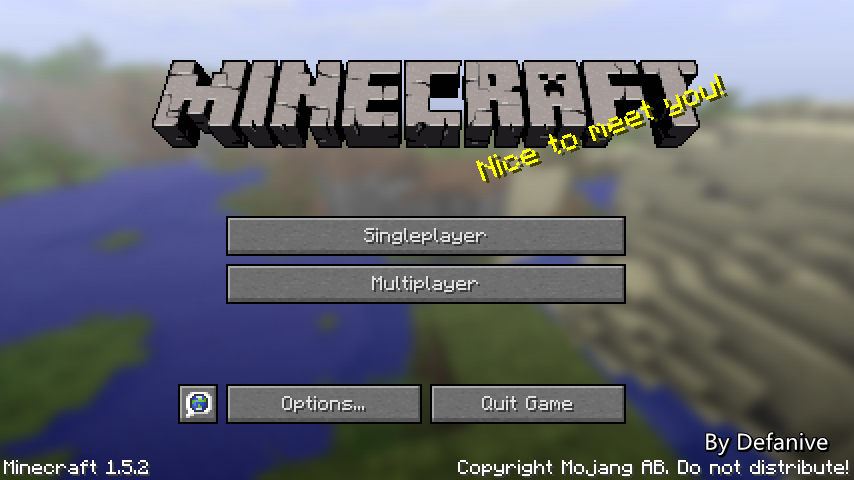 MINECRAFT
Nice to meet you!
Singleplayer
Multiplayer
Options...
Quit Game
By Defanive
Minecraft 1.5.2
Copyright Mojang AB. Do not distribute!